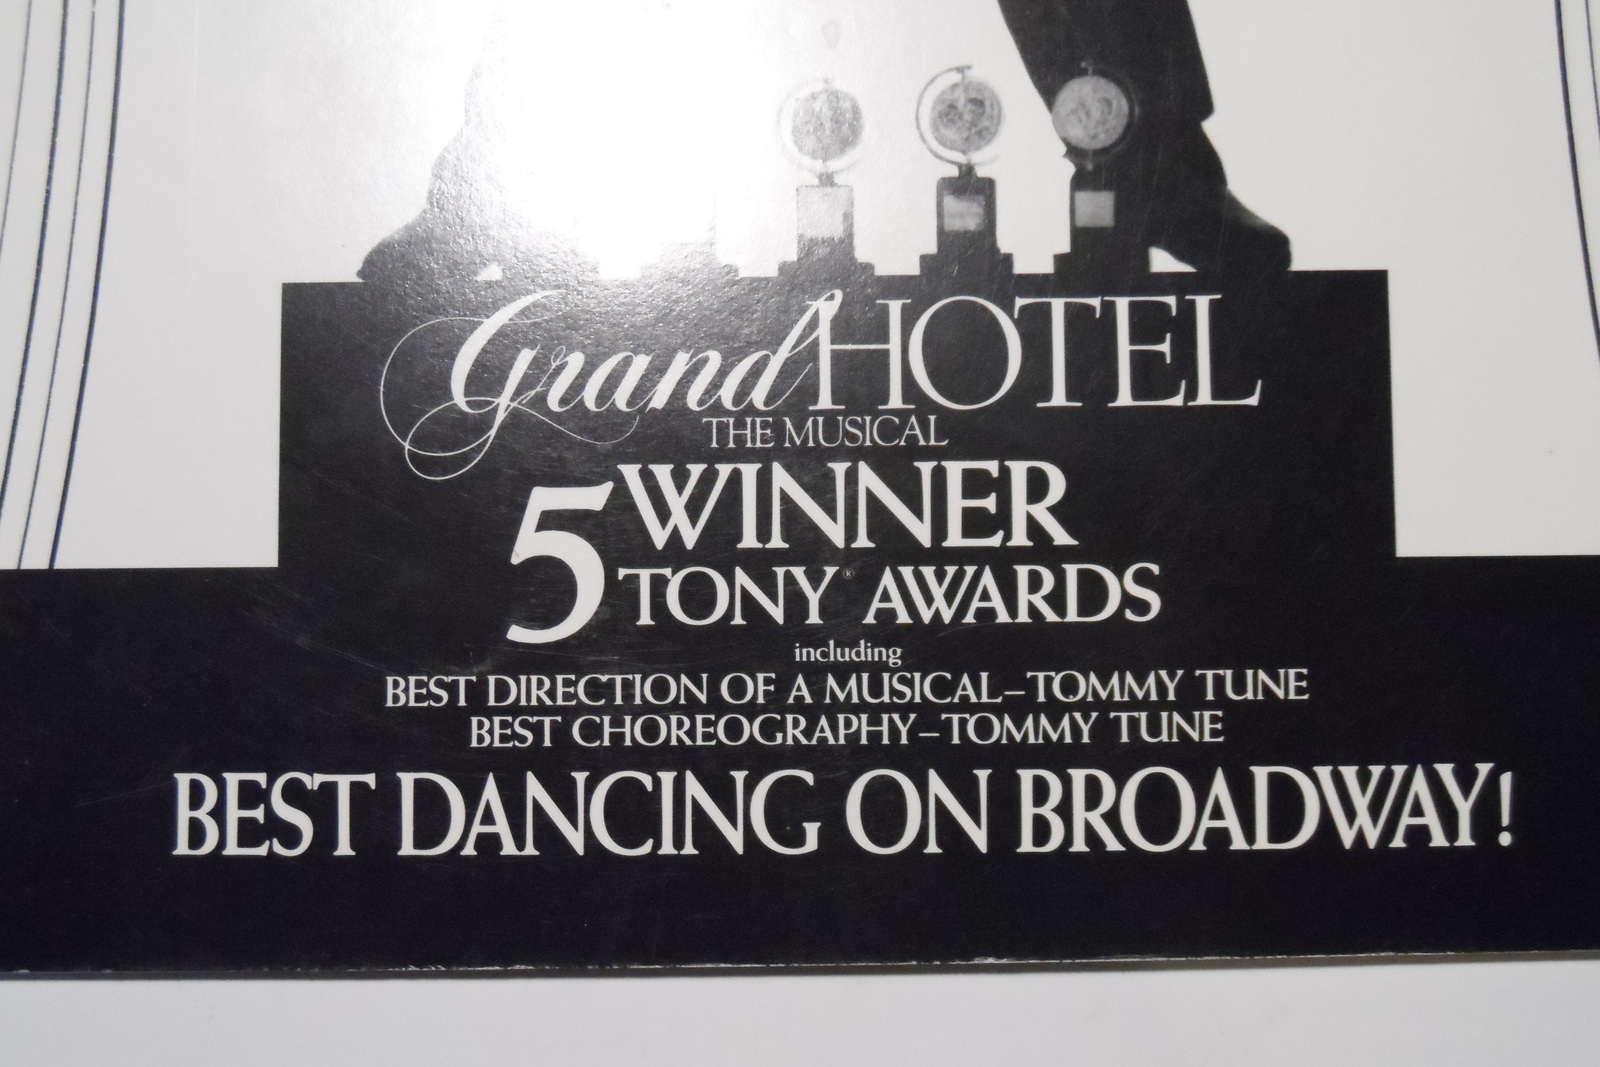 Grand HOTEL
THE MUSICAL
5 WINNER
TONY® AWARDS
including
BEST DIRECTION OF A MUSICAL–TOMMY TUNE
BEST CHOREOGRAPHY–TOMMY TUNE
BEST DANCING ON BROADWAY!